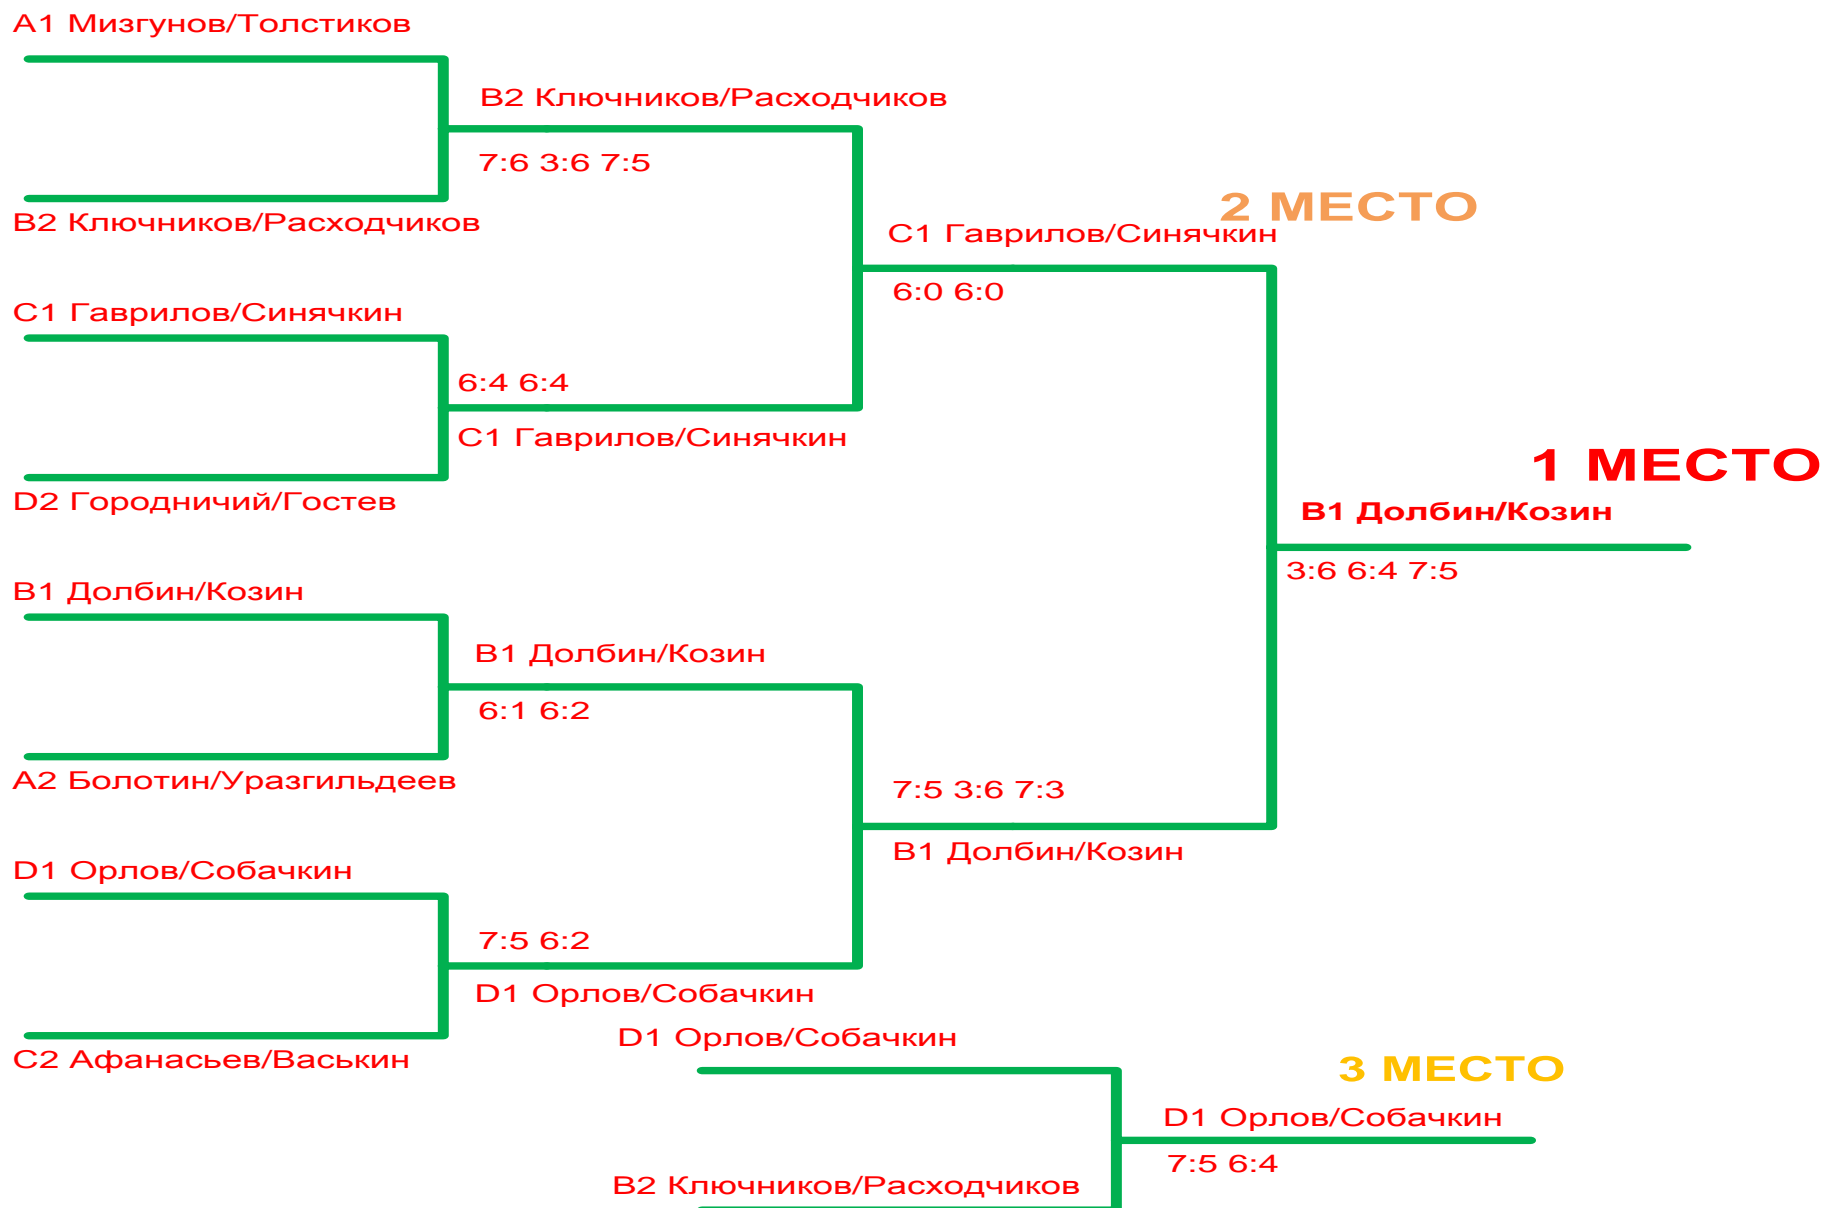 A1 Мизгунов/Толстиков
B2 Ключников/Расходчиков
7:6 3:6 7:5
B2 Ключников/Расходчиков
2 МЕСТО
C1 Гаврилов/Синячкин
6:0 6:0
C1 Гаврилов/Синячкин
6:4 6:4
C1 Гаврилов/Синячкин
D2 Городничий/Гостев
1 МЕСТО
B1 Долбин/Козин
3:6 6:4 7:5
B1 Долбин/Козин
B1 Долбин/Козин
6:1 6:2
A2 Болотин/Уразгильдеев
7:5 3:6 7:3
B1 Долбин/Козин
D1 Орлов/Собачкин
7:5 6:2
D1 Орлов/Собачкин
C2 Афанасьев/Васькин
D1 Орлов/Собачкин
3 МЕСТО
D1 Орлов/Собачкин
7:5 6:4
B2 Ключников/Расходчиков